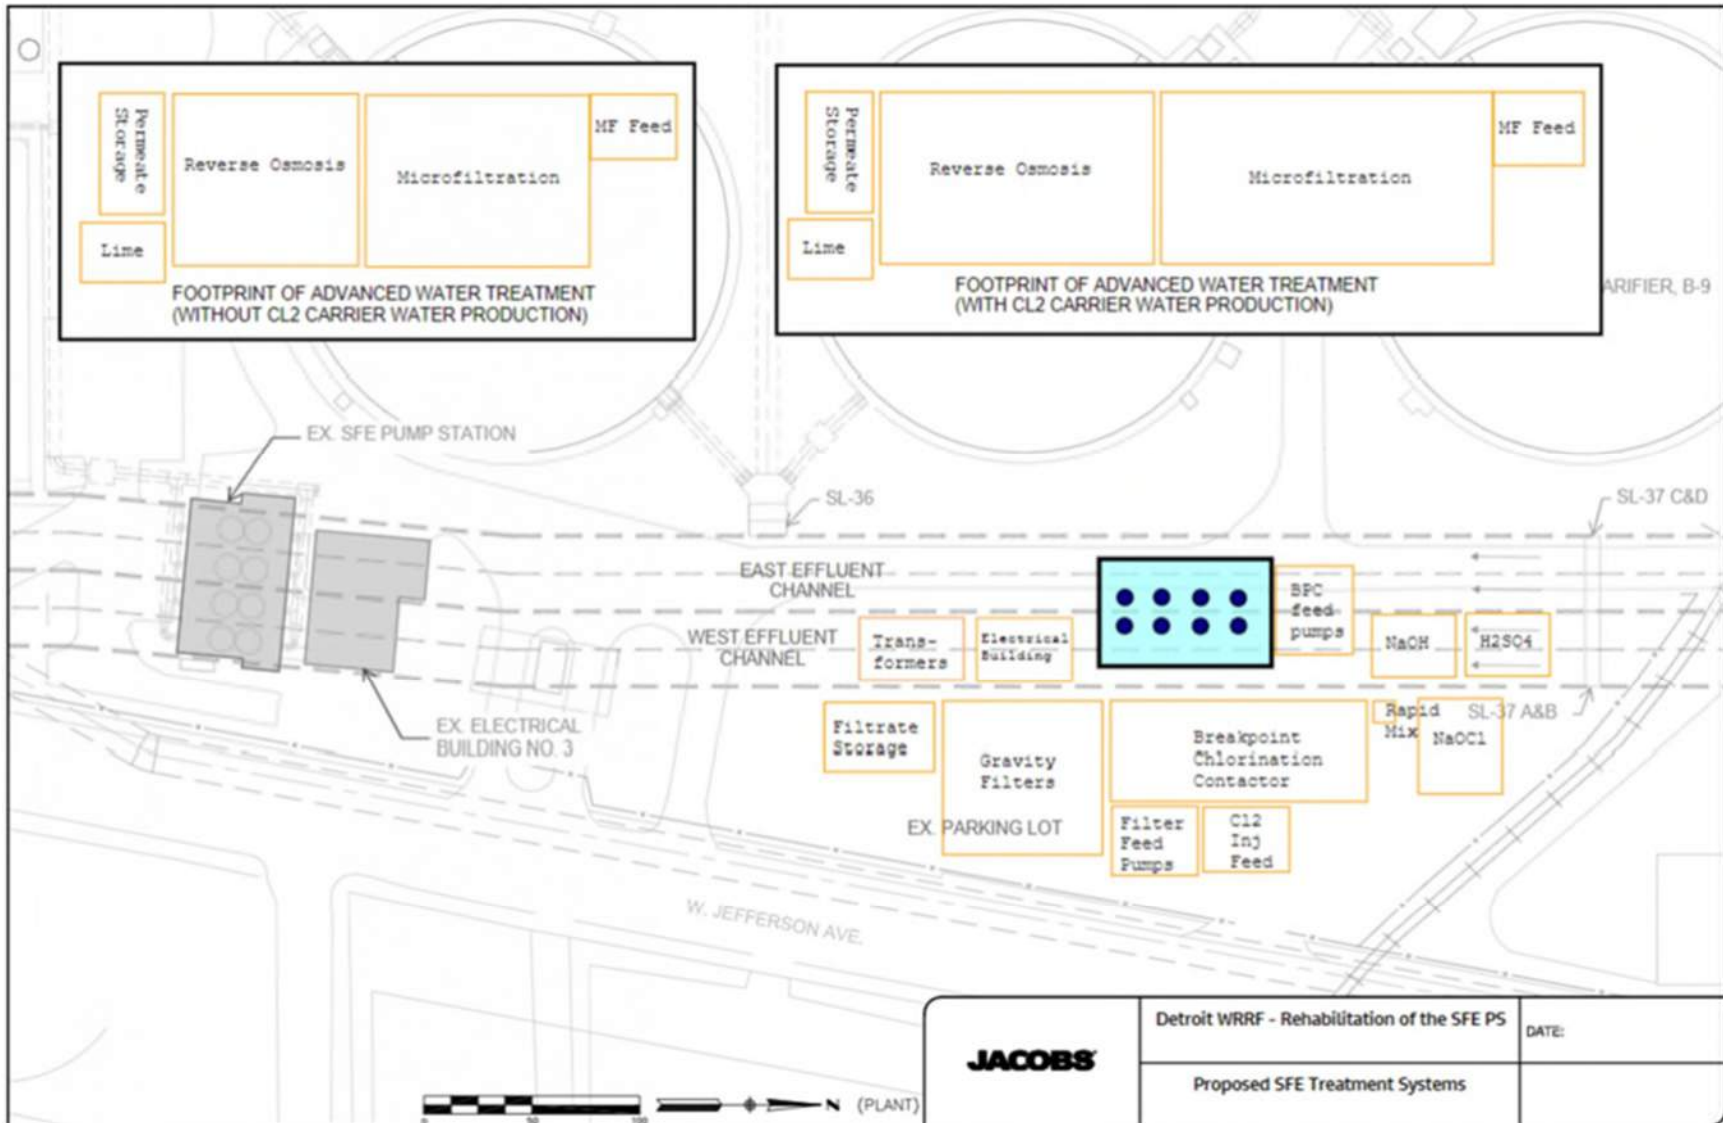 Permeate
Storage
Reverse Osmosis
Microfiltration
MF Feed
Lime
FOOTPRINT OF ADVANCED WATER TREATMENT
(WITHOUT CL2 CARRIER WATER PRODUCTION)
Permeate
Storage
Reverse Osmosis
Microfiltration
MF Feed
Lime
FOOTPRINT OF ADVANCED WATER TREATMENT
(WITH CL2 CARRIER WATER PRODUCTION)
ARIFIER, B-9
EX. SFE PUMP STATION
SL-36
SL-37 C&D
EAST EFFLUENT
CHANNEL
WEST EFFLUENT
CHANNEL
Trans-
formers
Electrical
Building
BPC
feed
pumps
NaOH
H2SO4
EX. ELECTRICAL
BUILDING NO. 3
Filtrate
Storage
Gravity
Filters
Breakpoint
Chlorination
Contactor
Rapid
Mix
SL-37 A&B
NaOCl
EX. PARKING LOT
Filter
Feed
Pumps
Cl2
Inj
Feed
W. JEFFERSON AVE.
JACOBS
Detroit WRRF - Rehabilitation of the SFE PS
DATE:
Proposed SFE Treatment Systems
0 50 100
N (PLANT)